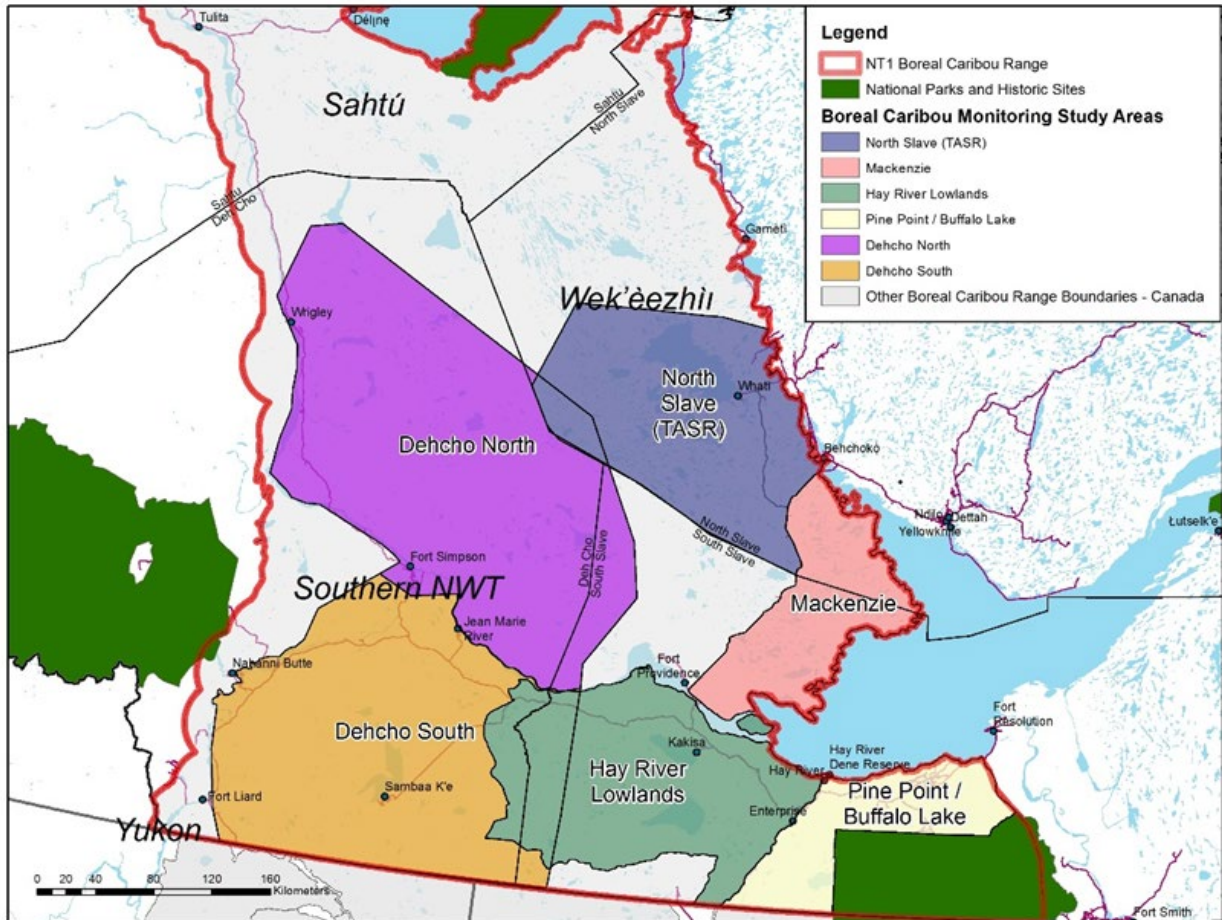 Tulita
Délı̨nę
Sahtú
Sahtu
North Slave
Sahtu
Deh Cho
Gamètì
Wrigley
Wek'èezhìı
Whatì
North
Slave
(TASR)
Dehcho North
Behchoko
Ndilo
Dettah
Yellowknife
Łutselk'e
North Slave
South Slave
Deh Cho
South Slave
Fort Simpson
Southern NWT
Mackenzie
Jean Marie
River
Nahanni Butte
Fort
Providence
Fort
Resolution
Dehcho South
Kakisa
Hay River
Dene Reserve
Hay River
Hay River
Lowlands
Pine Point /
Buffalo Lake
Sambaa K'e
Fort Liard
Enterprise
Yukon
0 20 40 80 120 160
Kilometers
Fort Smith
Legend
NT1 Boreal Caribou Range
National Parks and Historic Sites
Boreal Caribou Monitoring Study Areas
North Slave (TASR)
Mackenzie
Hay River Lowlands
Pine Point / Buffalo Lake
Dehcho North
Dehcho South
Other Boreal Caribou Range Boundaries - Canada